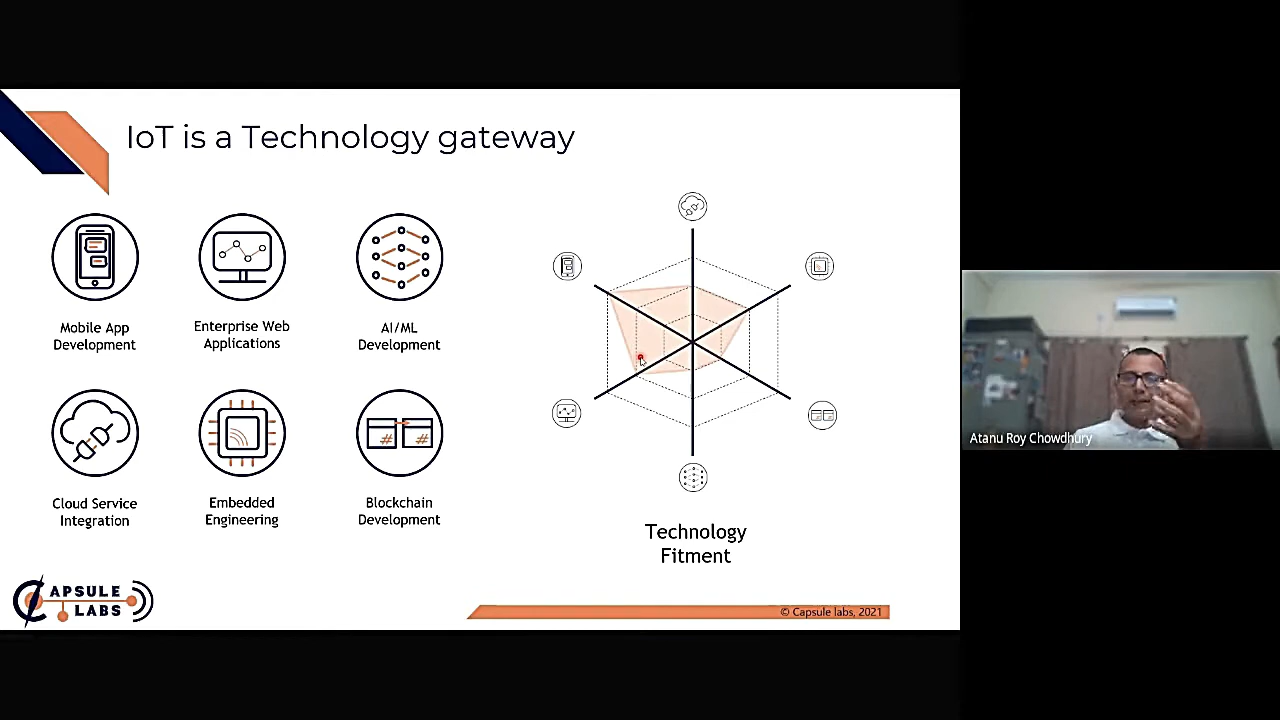 IoT is a Technology gateway
Mobile App
Development
Enterprise Web
Applications
AI/ML
Development
Cloud Service
Integration
Embedded
Engineering
# #
Blockchain
Development
Technology
Fitment
CAPSULE
LABS
© Capsule labs, 2021
Atanu Roy Chowdhury